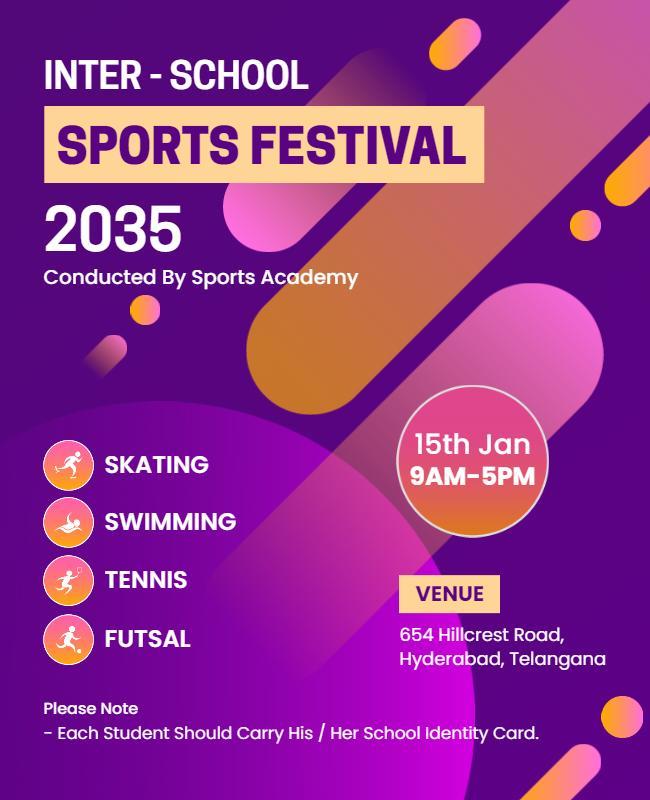 INTER - SCHOOL
SPORTS FESTIVAL
2035
Conducted By Sports Academy
SKATING
SWIMMING
TENNIS
FUTSAL
15th Jan
9AM-5PM
VENUE
654 Hillcrest Road,
Hyderabad, Telangana
Please Note
- Each Student Should Carry His / Her School Identity Card.